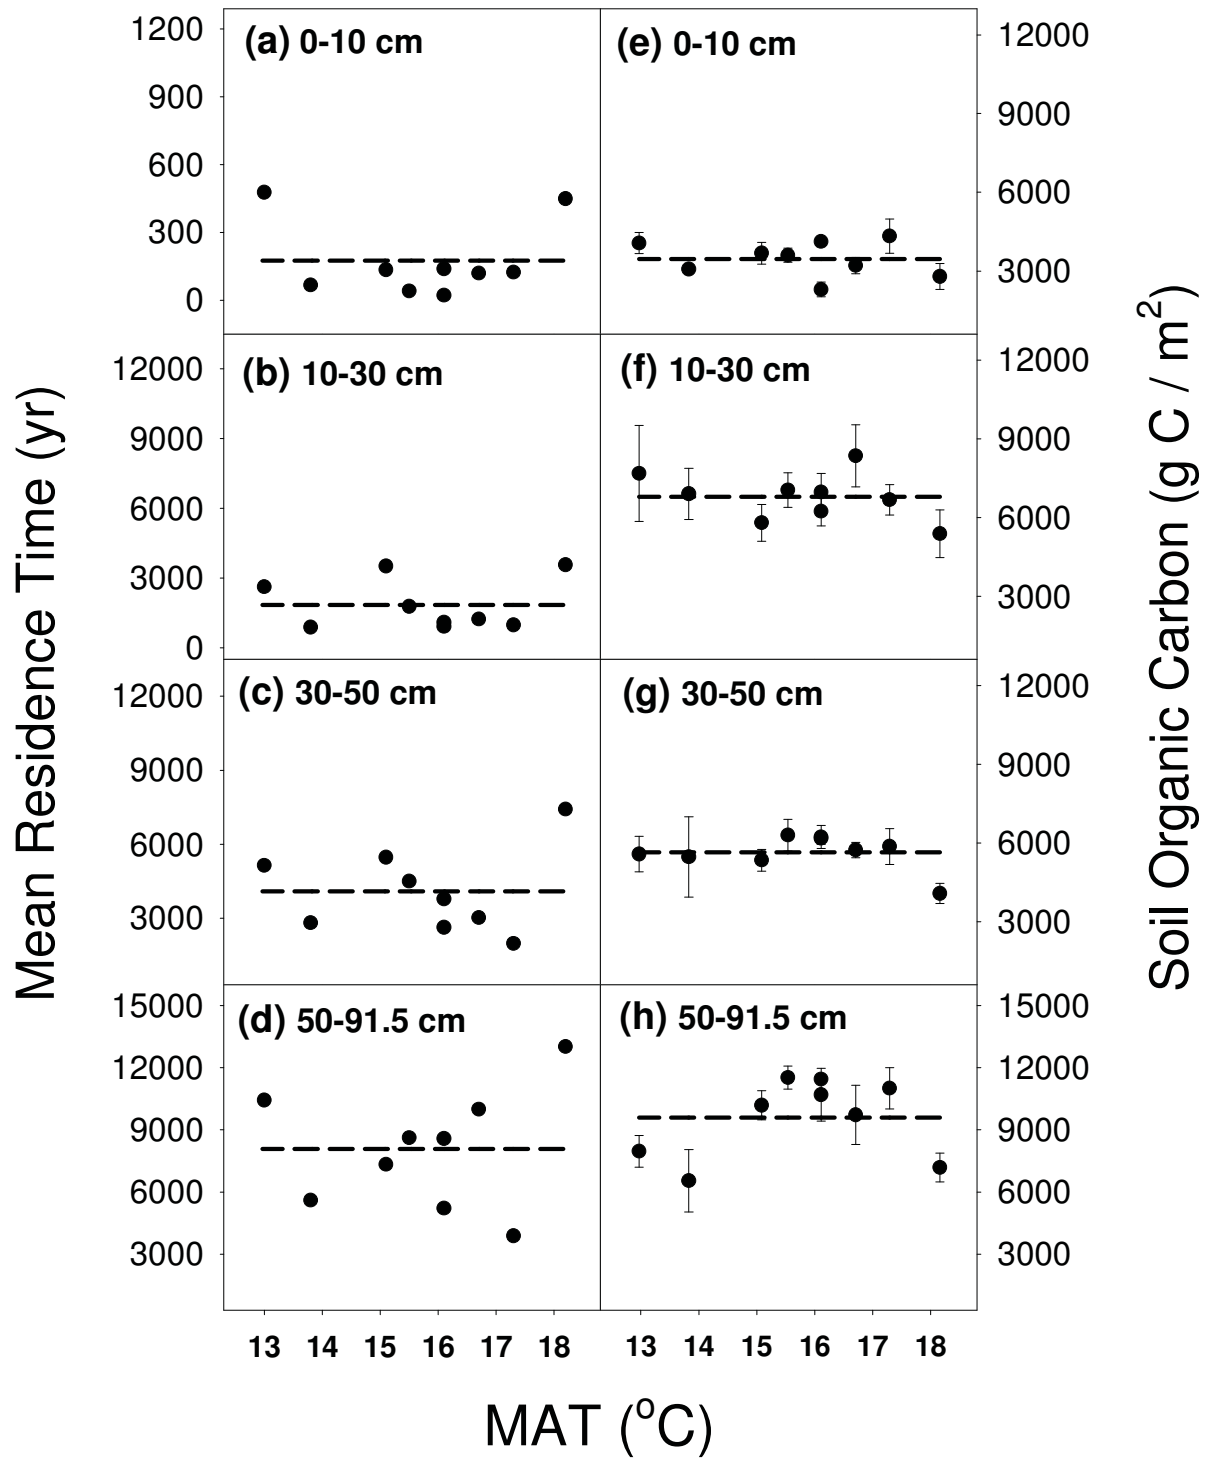 1200
900
600
300
0
(a) 0-10 cm
(e) 0-10 cm
12000
9000
6000
3000
12000
9000
6000
3000
0
(b) 10-30 cm
(f) 10-30 cm
12000
9000
6000
3000
12000
9000
6000
3000
(c) 30-50 cm
(g) 30-50 cm
12000
9000
6000
3000
15000
12000
9000
6000
3000
(d) 50-91.5 cm
(h) 50-91.5 cm
15000
12000
9000
6000
3000
13 14 15 16 17 18
13 14 15 16 17 18
Mean Residence Time (yr)
Soil Organic Carbon (g C / m²)
MAT (°C)